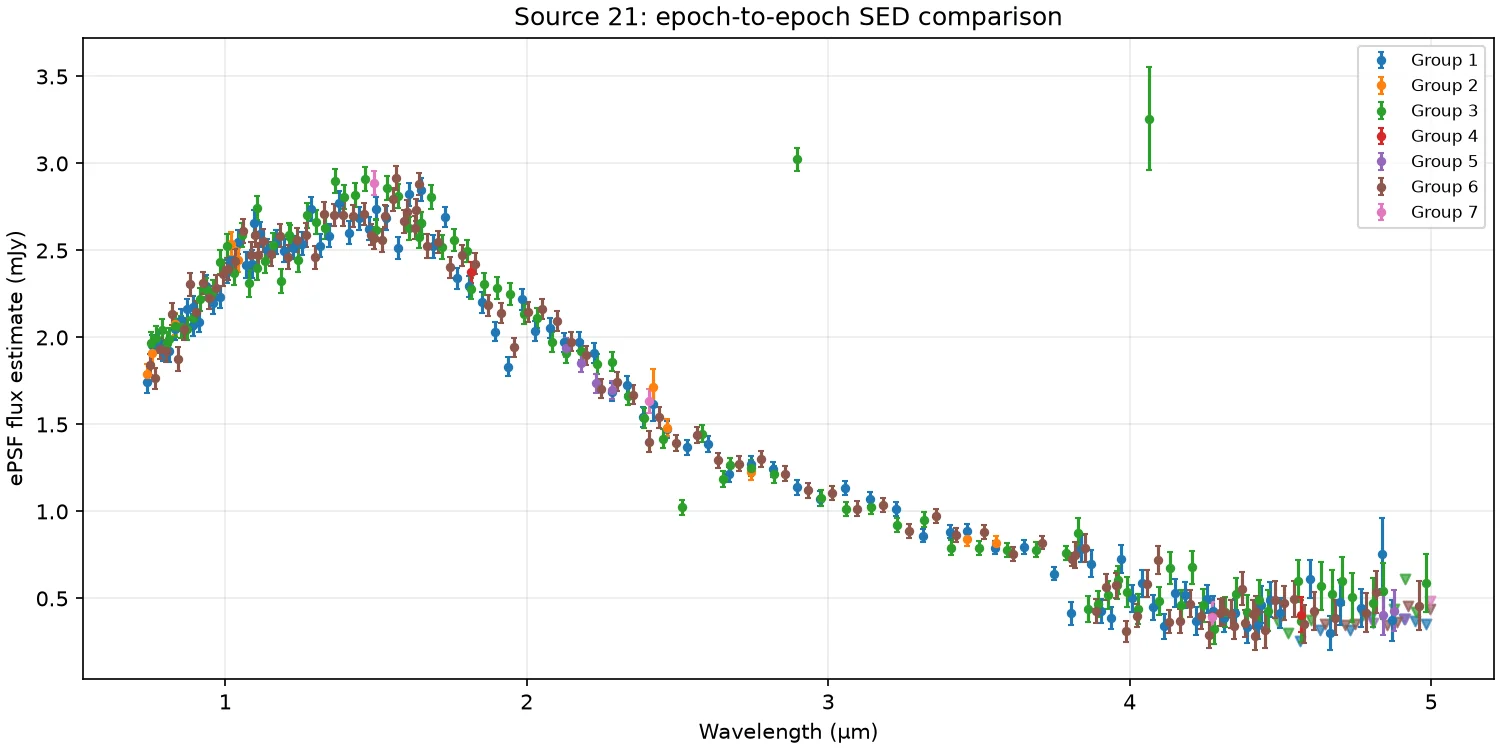 Source 21: epoch-to-epoch SED comparison
ePSF flux estimate (mJy)
3.5
3.0
2.5
2.0
1.5
1.0
0.5
Group 1
Group 2
Group 3
Group 4
Group 5
Group 6
Group 7
1 2 3 4 5
Wavelength (μm)